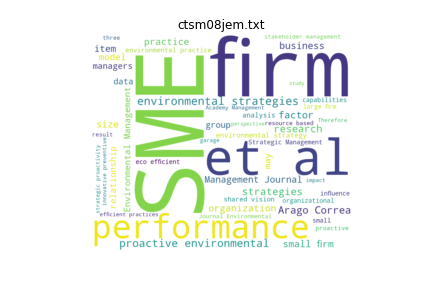 ctsm08jem.txt
three
practice
stakeholder management
environmental practice
business
item
model
managers
firm
SME
data
environmental strategies
capabilities
Academy Management
large firm
analysis
factor
size
group
perspective
resource based
Therefore
research
environmental strategy
Strategic Management
Environmental Management
result
garage
et al
strategic proactivity
innovative preventive
relationship
eco efficient
may
study
Management Journal
impact
strategies
influence
shared vision
organizational
organization
Arago Correa
efficient practices
Journal Environmental
small
performance
proactive
proactive environmental
small firm